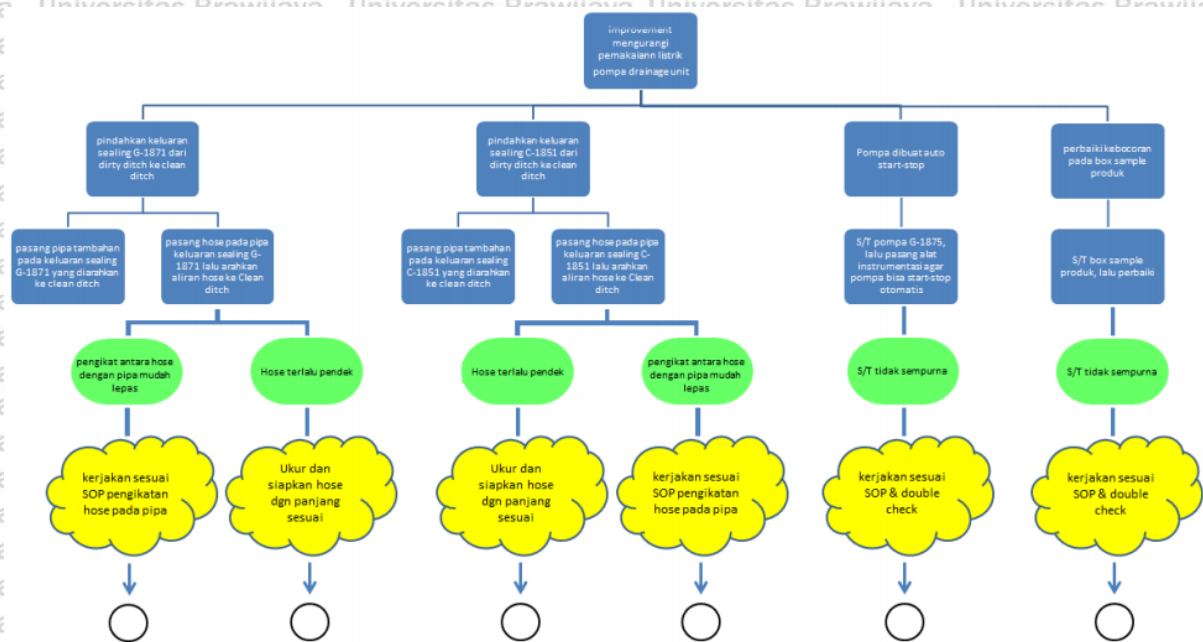 Universitas Brawijaya Universitas Brawijaya Universitas Brawijaya
improvement
mengurangi
pemakaiann listrik
pompa drainage unit
pindahkan keluaran
sealing G-1871 dari
dirty ditch ke clean
ditch
pindahkan keluaran
sealing C-1851 dari
dirty ditch ke clean
ditch
Pompa dibuat auto
start-stop
perbaiki kebocoran
pada box sample
produk
pasang pipa tambahan
pada keluaran sealing
G-1871 yang diarahkan
ke clean ditch
pasang hose pada pipa
keluaran sealing G-
1871 lalu arahkan
aliran hose ke Clean
ditch
pasang pipa tambahan
pada keluaran sealing
C-1851 yang diarahkan
ke clean ditch
pasang hose pada pipa
keluaran sealing C-
1851 lalu arahkan
aliran hose ke Clean
ditch
S/T pompa G-1875,
lalu pasang alat
instrumentasi agar
pompa bisa start-stop
otomatis
S/T box sample
produk, lalu perbaiki
pengikat antara hose
dengan pipa mudah
lepas
Hose terlalu pendek
Hose terlalu pendek
pengikat antara hose
dengan pipa mudah
lepas
S/T tidak sempurna
S/T tidak sempurna
kerjakan sesuai
SOP pengikatan
hose pada pipa
Ukur dan
siapkan hose
dgn panjang
sesuai
Ukur dan
siapkan hose
dgn panjang
sesuai
kerjakan sesuai
SOP pengikatan
hose pada pipa
kerjakan sesuai
SOP & double
check
kerjakan sesuai
SOP & double
check